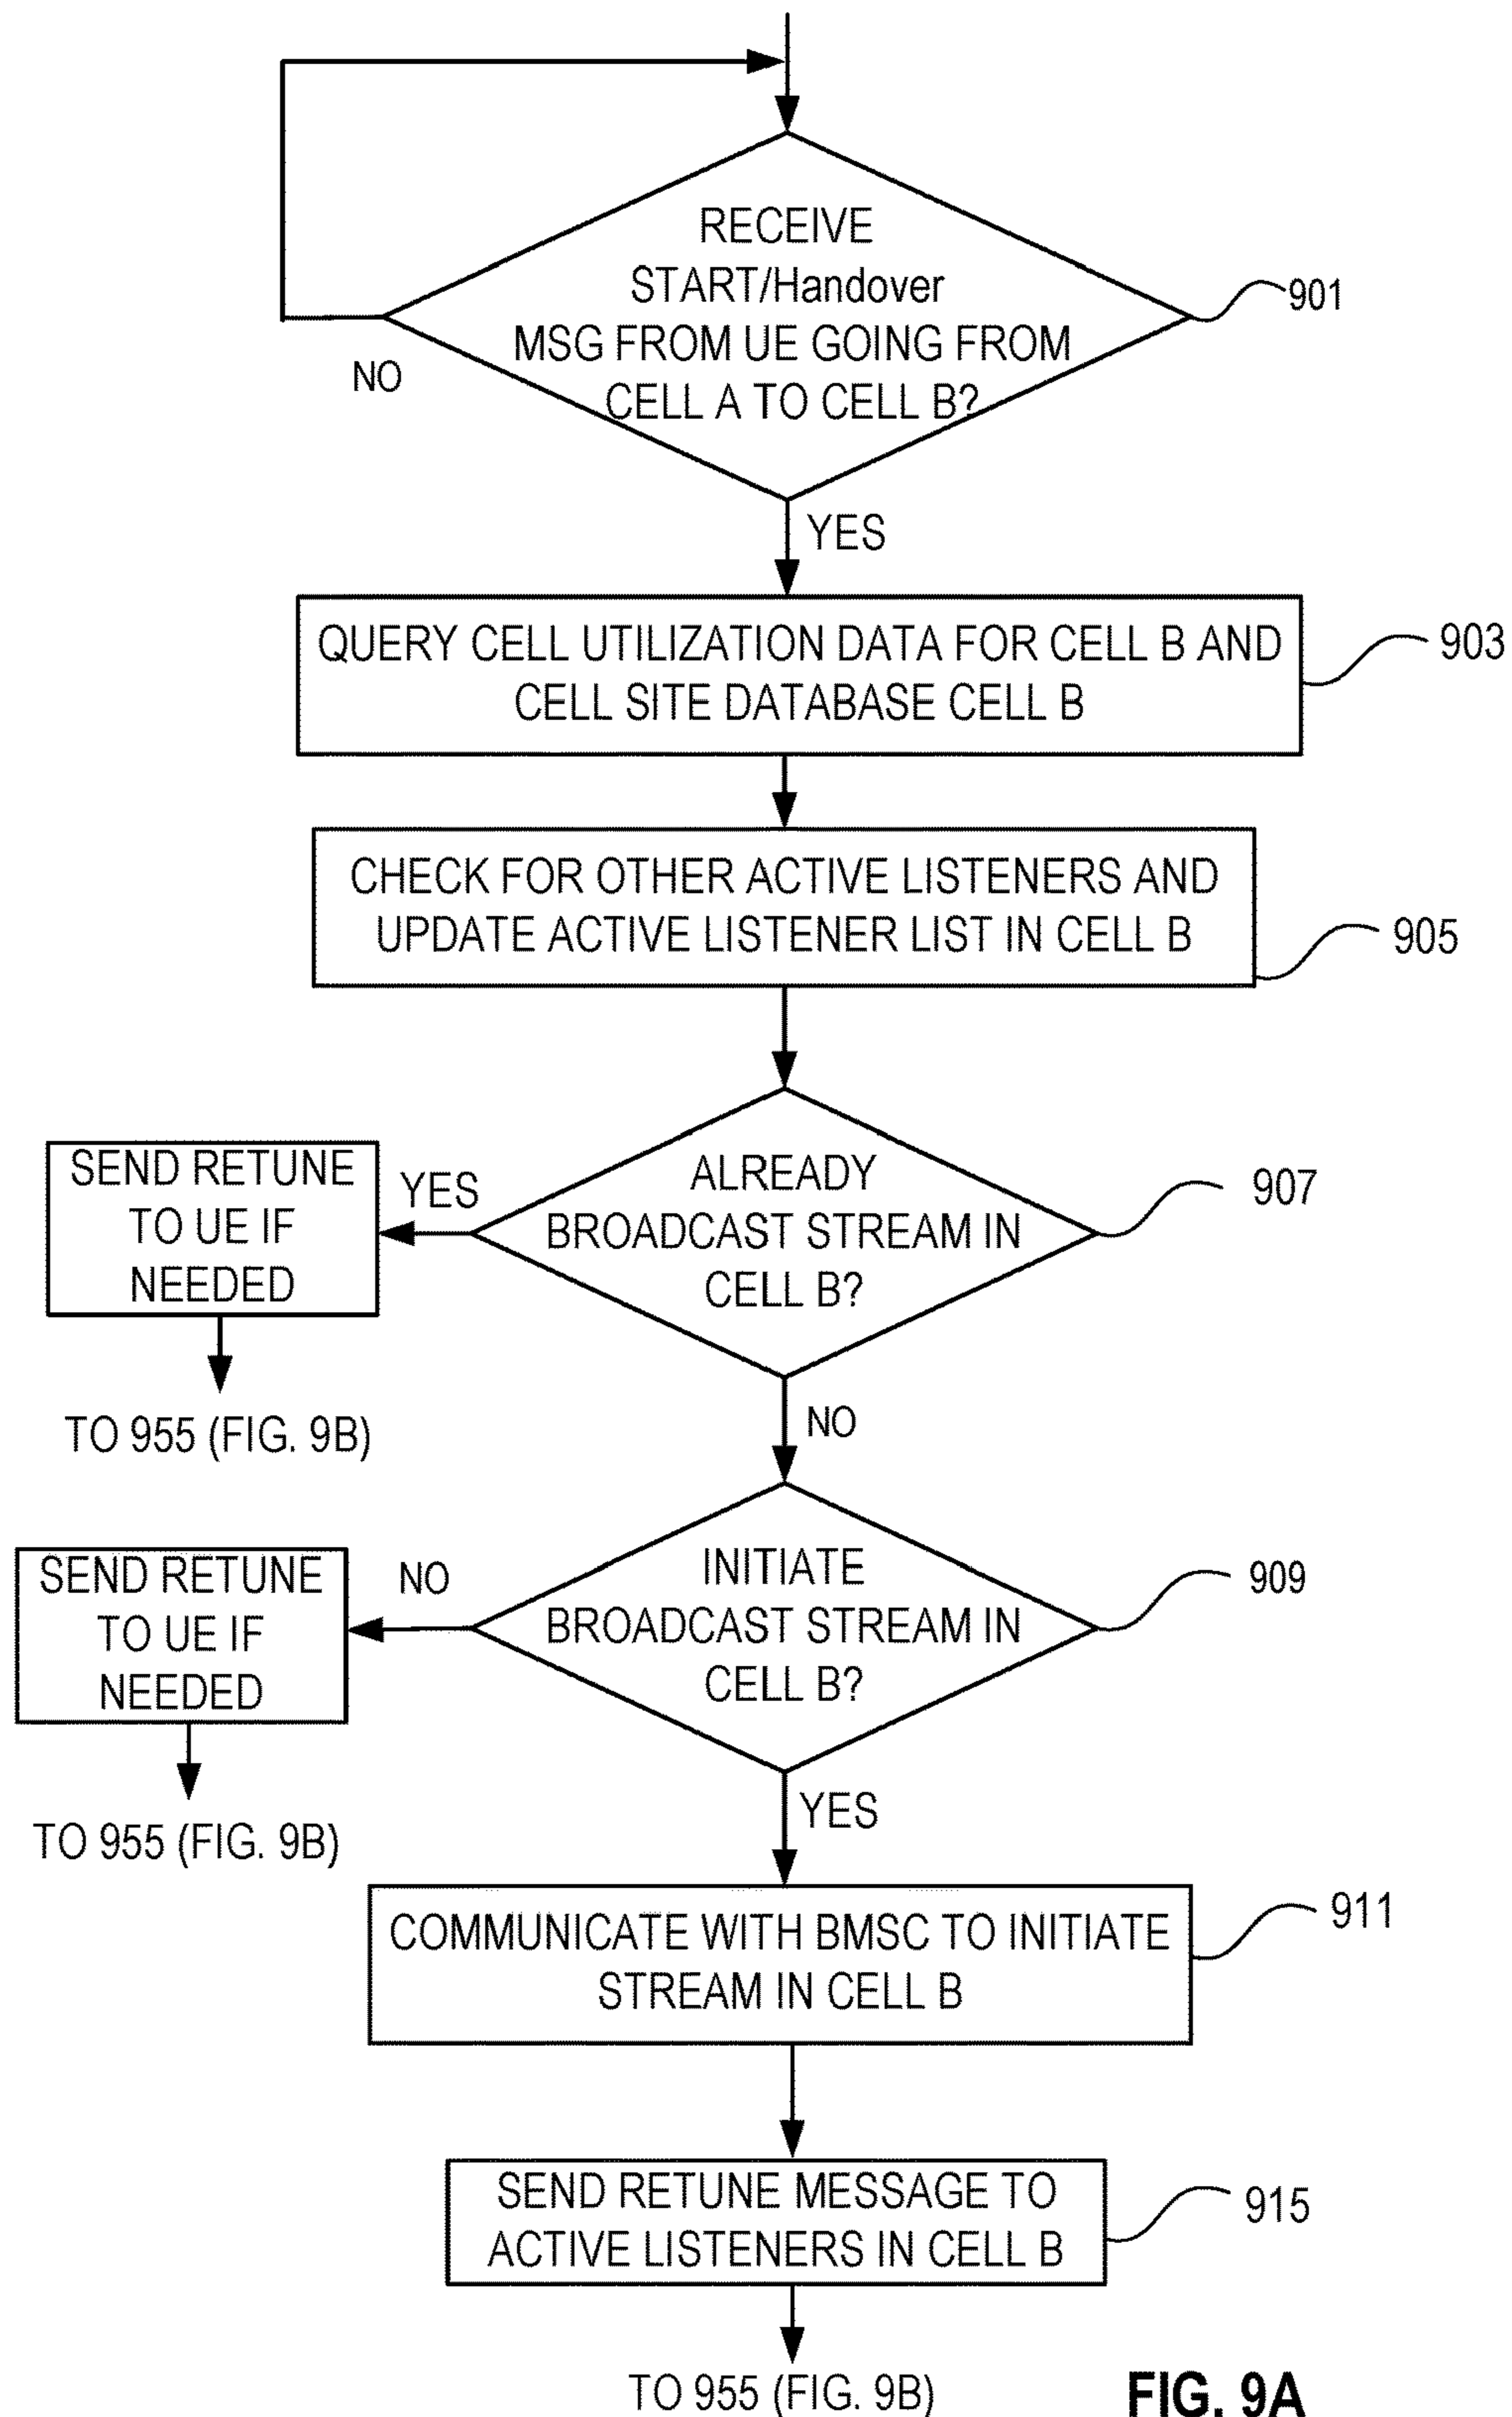 RECEIVE
START/Handover
MSG FROM UE GOING FROM
CELL A TO CELL B?
901
NO
YES
QUERY CELL UTILIZATION DATA FOR CELL B AND
CELL SITE DATABASE CELL B
903
CHECK FOR OTHER ACTIVE LISTENERS AND
UPDATE ACTIVE LISTENER LIST IN CELL B
905
ALREADY
BROADCAST STREAM IN
CELL B?
907
YES
SEND RETUNE
TO UE IF
NEEDED
TO 955 (FIG. 9B)
NO
INITIATE
BROADCAST STREAM IN
CELL B?
909
NO
SEND RETUNE
TO UE IF
NEEDED
TO 955 (FIG. 9B)
YES
COMMUNICATE WITH BMSC TO INITIATE
STREAM IN CELL B
911
SEND RETUNE MESSAGE TO
ACTIVE LISTENERS IN CELL B
915
TO 955 (FIG. 9B)
FIG. 9A